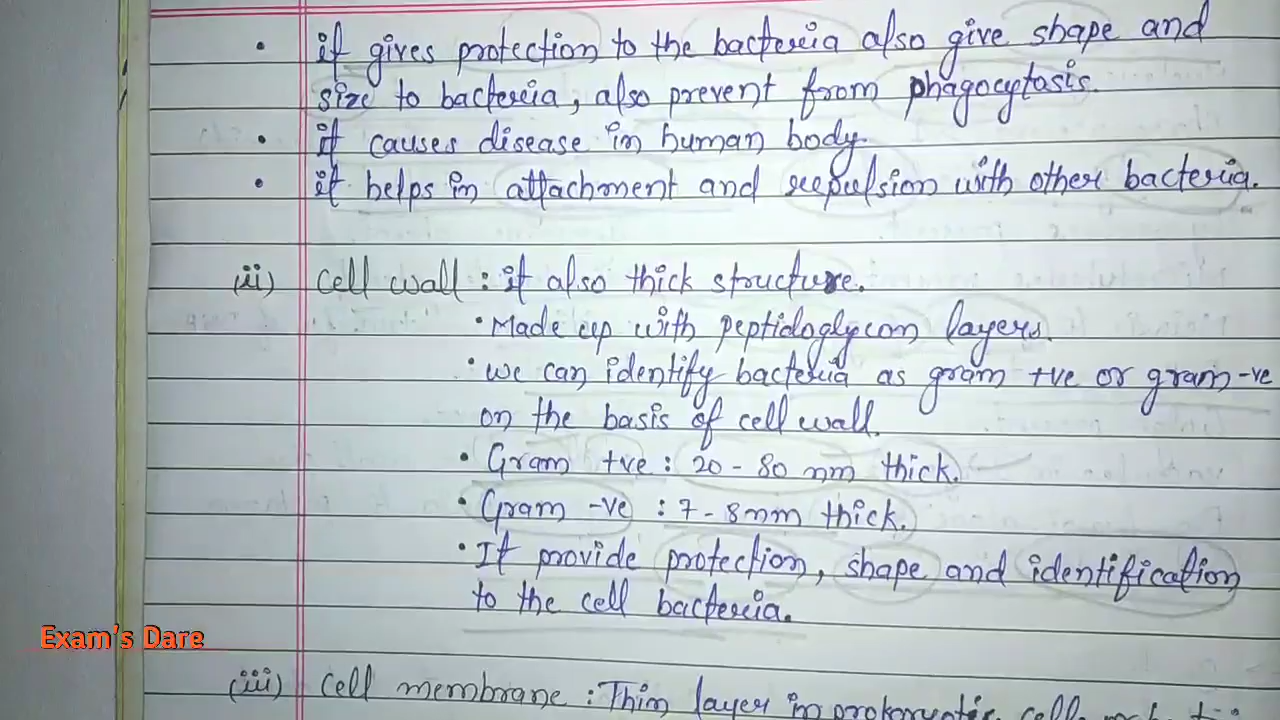 • it gives protection to the bacteria also give shape and
size to bacteria, also prevent from phagocytosis.
• it causes disease in human body.
• it helps in attachment and repulsion with other bacteria.
(ii) Cell wall : it also thick structure.
• Made up with peptidoglycan layers.
• we can identify bacteria as gram +ve or gram -ve
on the basis of cell wall.
• Gram +ve : 20 - 80 nm thick.
• Gram -ve : 7 - 8 nm thick.
• It provide protection, shape and identification
to the cell bacteria.
Exam's Dare
(iii) Cell membrane : Thin layer in prokaryotic cell